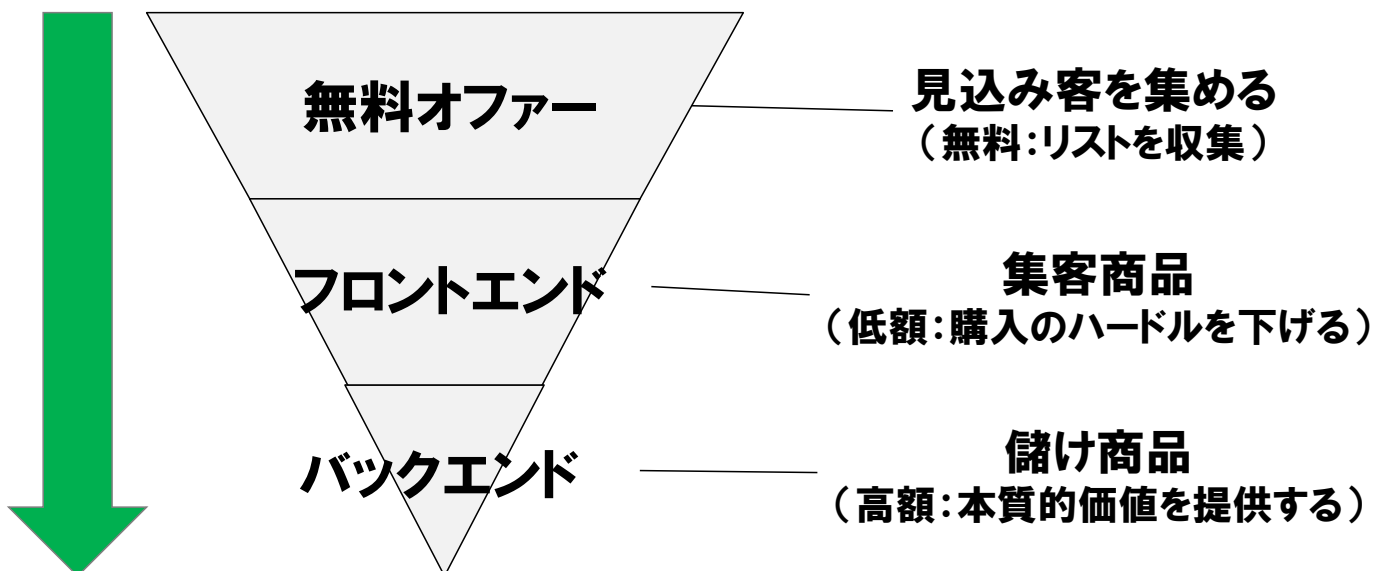 無料オファー
見込み客を集める
（無料：リストを収集）
フロントエンド
集客商品
（低額：購入のハードルを下げる）
バックエンド
儲け商品
（高額：本質的価値を提供する）